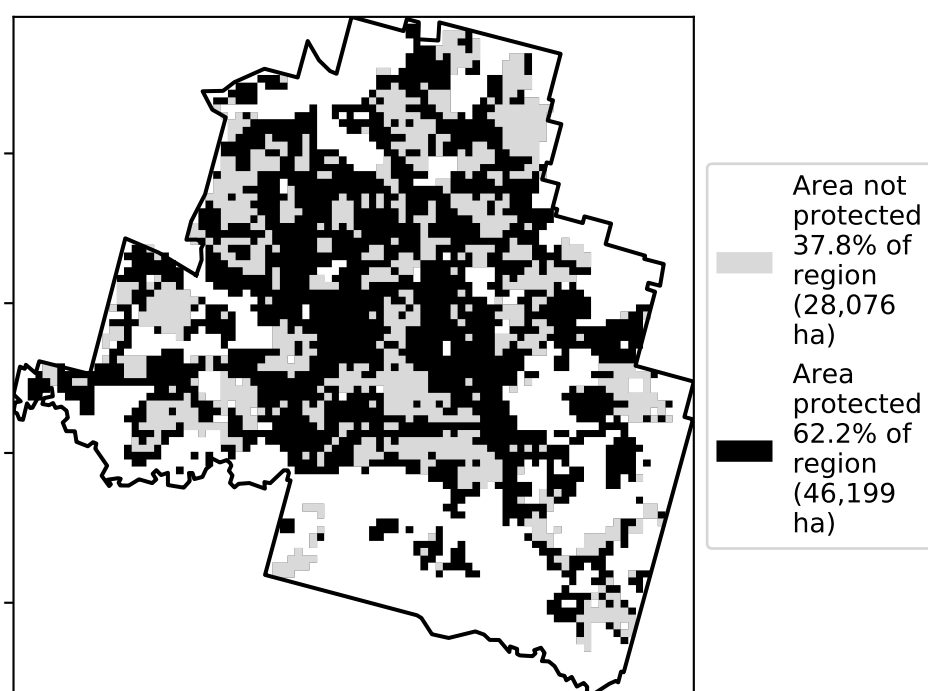 Area not
protected
37.8% of
region
(28,076
ha)
Area
protected
62.2% of
region
(46,199
ha)